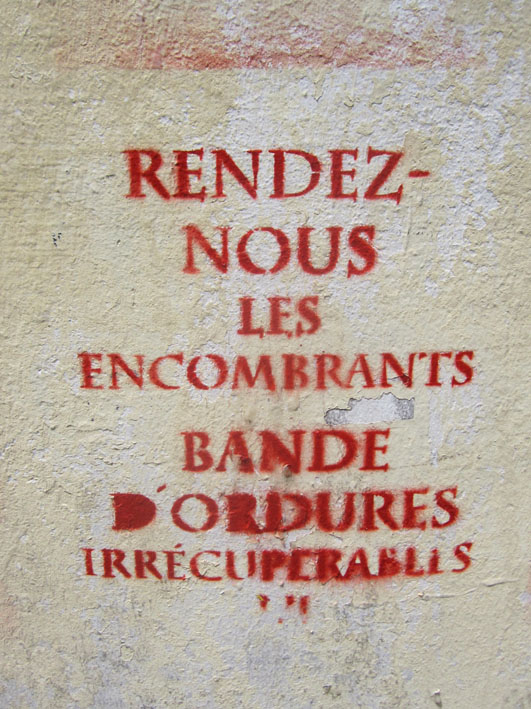 RENDEZ-
NOUS
LES
ENCOMBRANTS
BANDE
D'ORDURES
IRRÉCUPERABLES
!!!